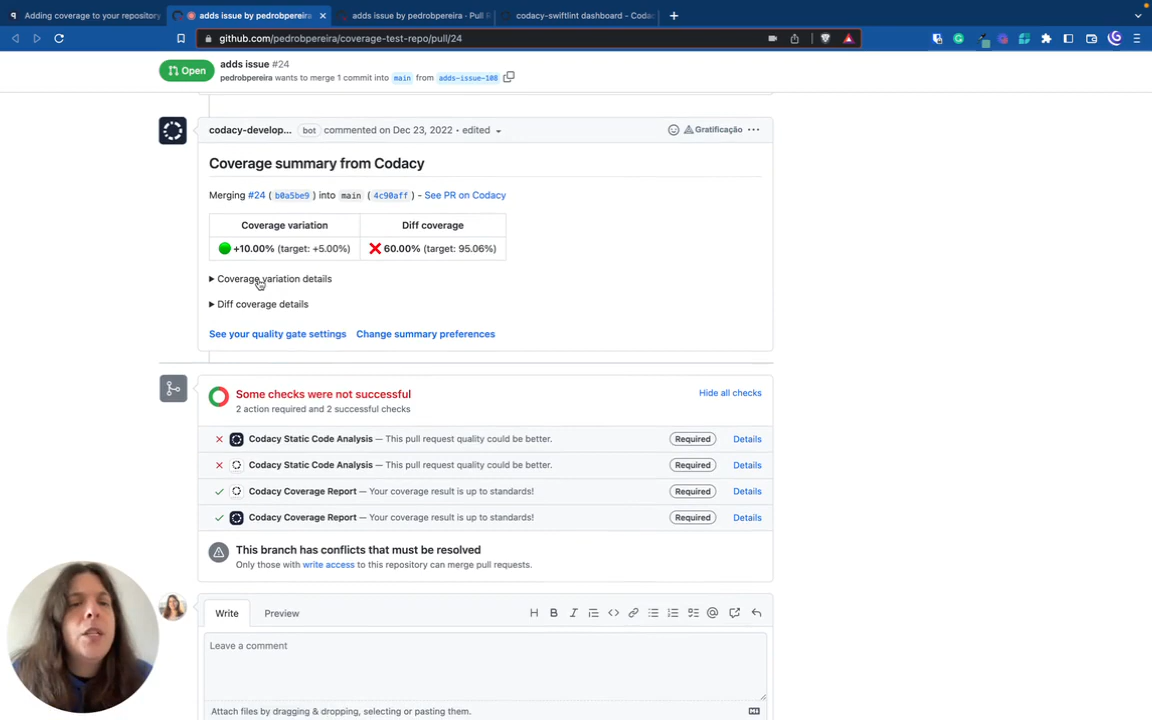 Adding coverage to your repository
adds issue by pedrobpereira
adds issue by pedrobpereira · Pull R
codacy-swiftlint dashboard - Codac
github.com/pedrobpereira/coverage-test-repo/pull/24
Open
adds issue #24
pedrobpereira wants to merge 1 commit into main from adds-issue-108
codacy-develop... bot commented on Dec 23, 2022 • edited
Gratificação
Coverage summary from Codacy
Merging #24 (b0a5be9) into main (4c90aff) - See PR on Codacy
Coverage variation Diff coverage
+10.00% (target: +5.00%) 60.00% (target: 95.06%)
Coverage variation details
Diff coverage details
See your quality gate settings Change summary preferences
Some checks were not successful
Hide all checks
2 action required and 2 successful checks
Codacy Static Code Analysis — This pull request quality could be better. Required Details
Codacy Static Code Analysis — This pull request quality could be better. Required Details
Codacy Coverage Report — Your coverage result is up to standards! Required Details
Codacy Coverage Report — Your coverage result is up to standards! Required Details
This branch has conflicts that must be resolved
Only those with write access to this repository can merge pull requests.
Write Preview
Leave a comment
Attach files by dragging & dropping, selecting or pasting them.